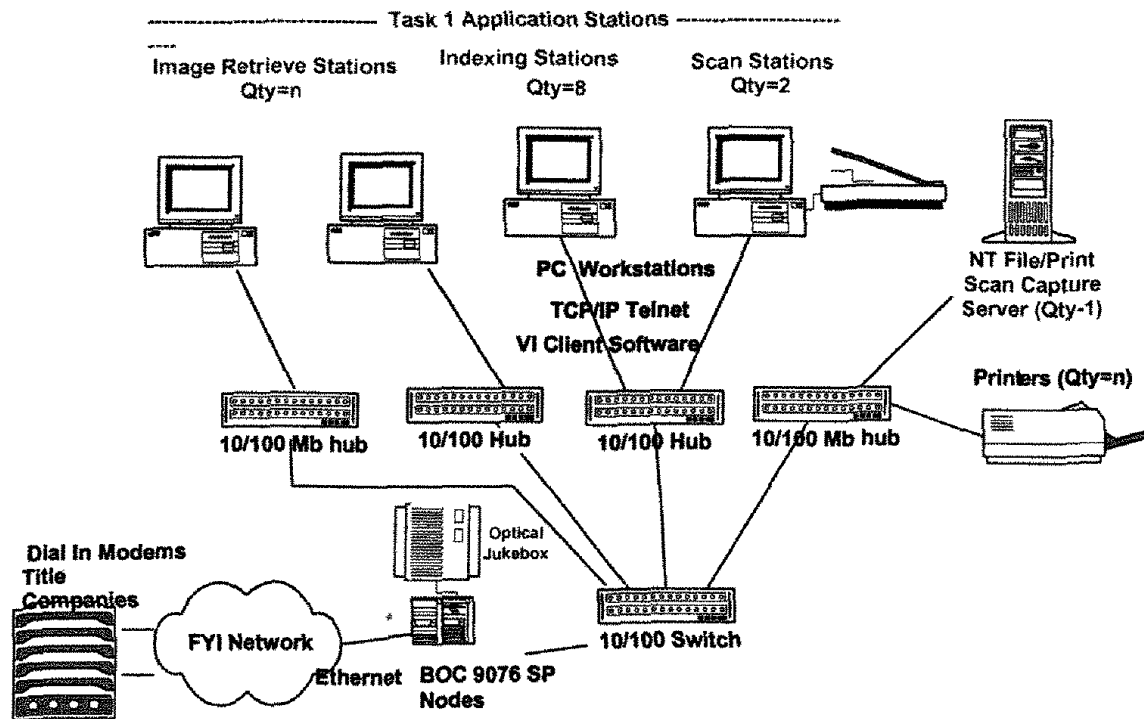 Task 1 Application Stations
Image Retrieve Stations
Qty=n
Indexing Stations
Qty=8
Scan Stations
Qty=2
NT File/Print
Scan Capture
Server (Qty-1)
PC Workstations
TCP/IP Telnet
VI Client Software
Printers (Qty=n)
10/100 Mb hub
10/100 Hub
10/100 Hub
10/100 Mb hub
Optical
Jukebox
Dial In Modems
Title
Companies
FYI Network
10/100 Switch
Ethernet
BOC 9076 SP
Nodes